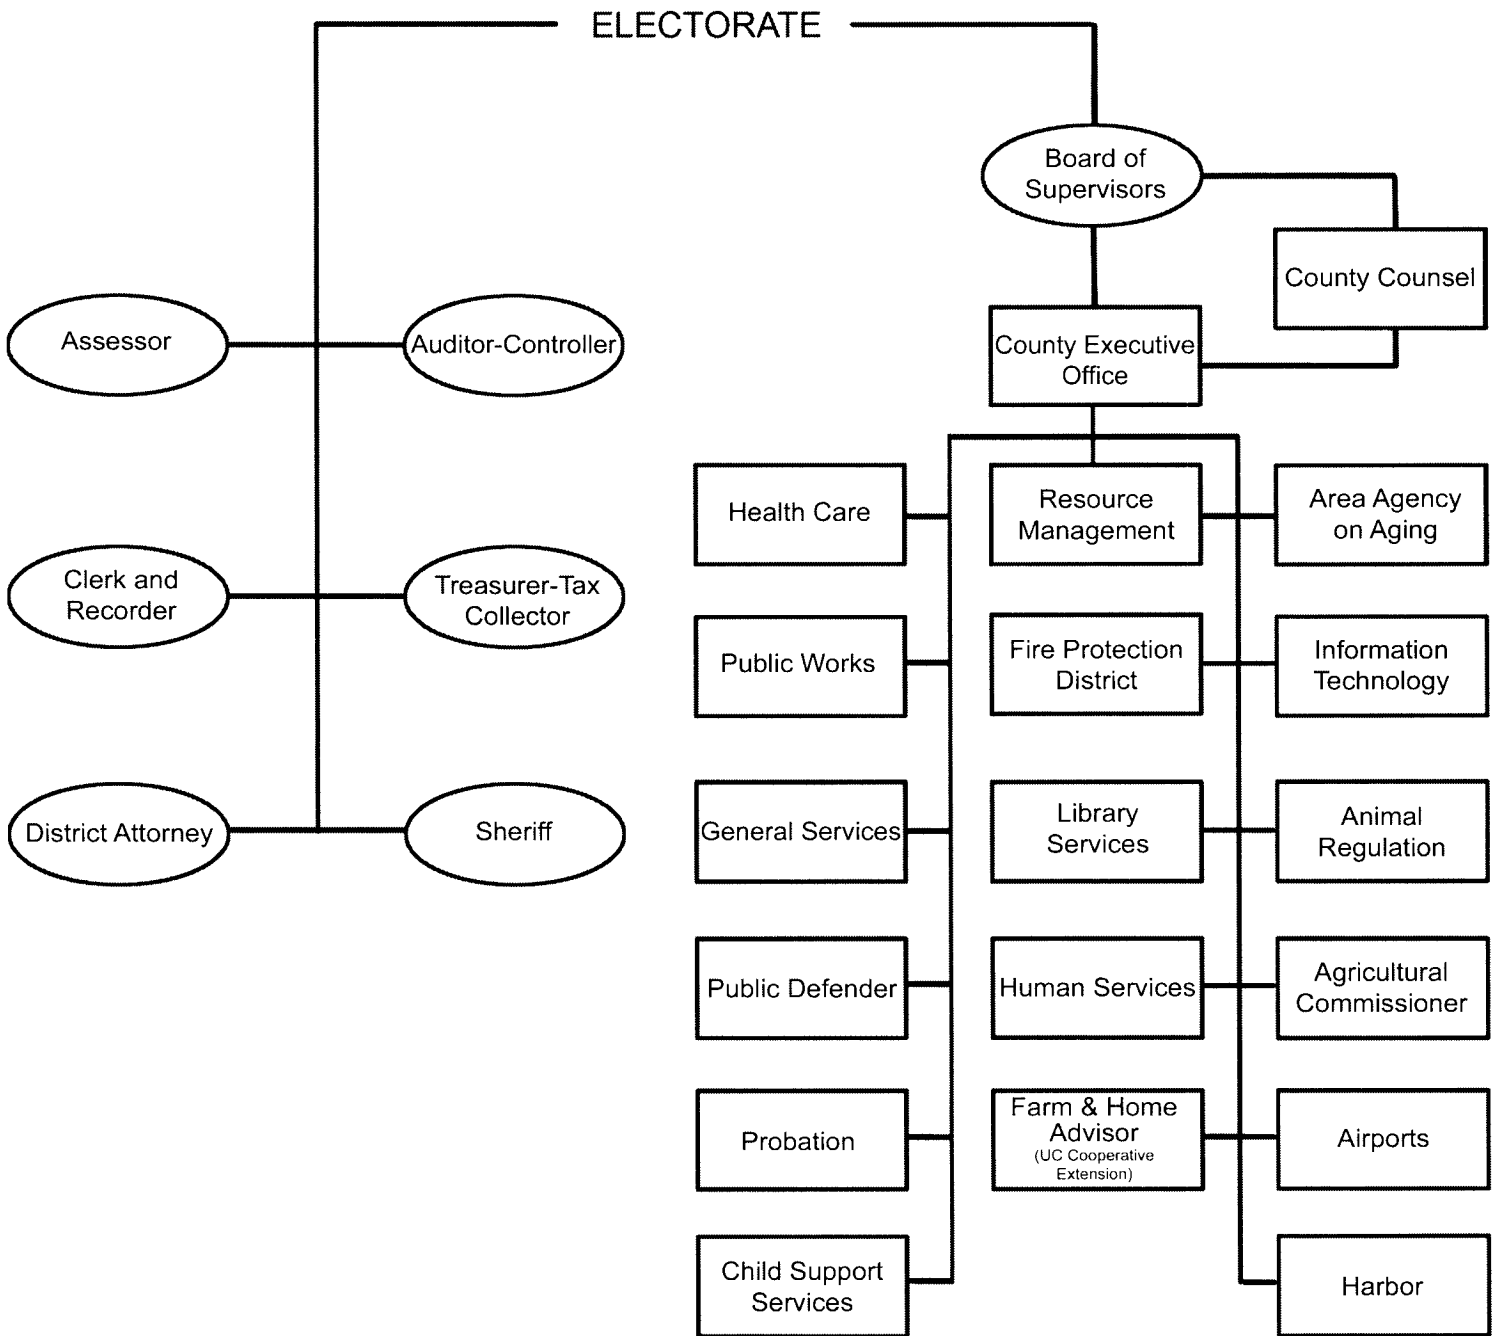 ELECTORATE
Board of
Supervisors
County Counsel
Assessor
Auditor-Controller
County Executive
Office
Health Care
Resource
Management
Area Agency
on Aging
Clerk and
Recorder
Treasurer-Tax
Collector
Public Works
Fire Protection
District
Information
Technology
District Attorney
Sheriff
General Services
Library
Services
Animal
Regulation
Public Defender
Human Services
Agricultural
Commissioner
Probation
Farm & Home
Advisor
(UC Cooperative
Extension)
Airports
Child Support
Services
Harbor